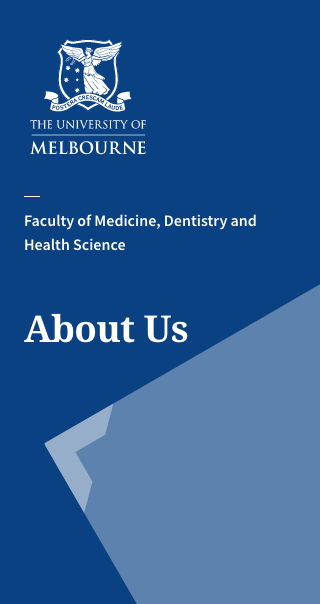 POSTERA CRESCAM LAUDE
THE UNIVERSITY OF
MELBOURNE
Faculty of Medicine, Dentistry and
Health Science
About Us